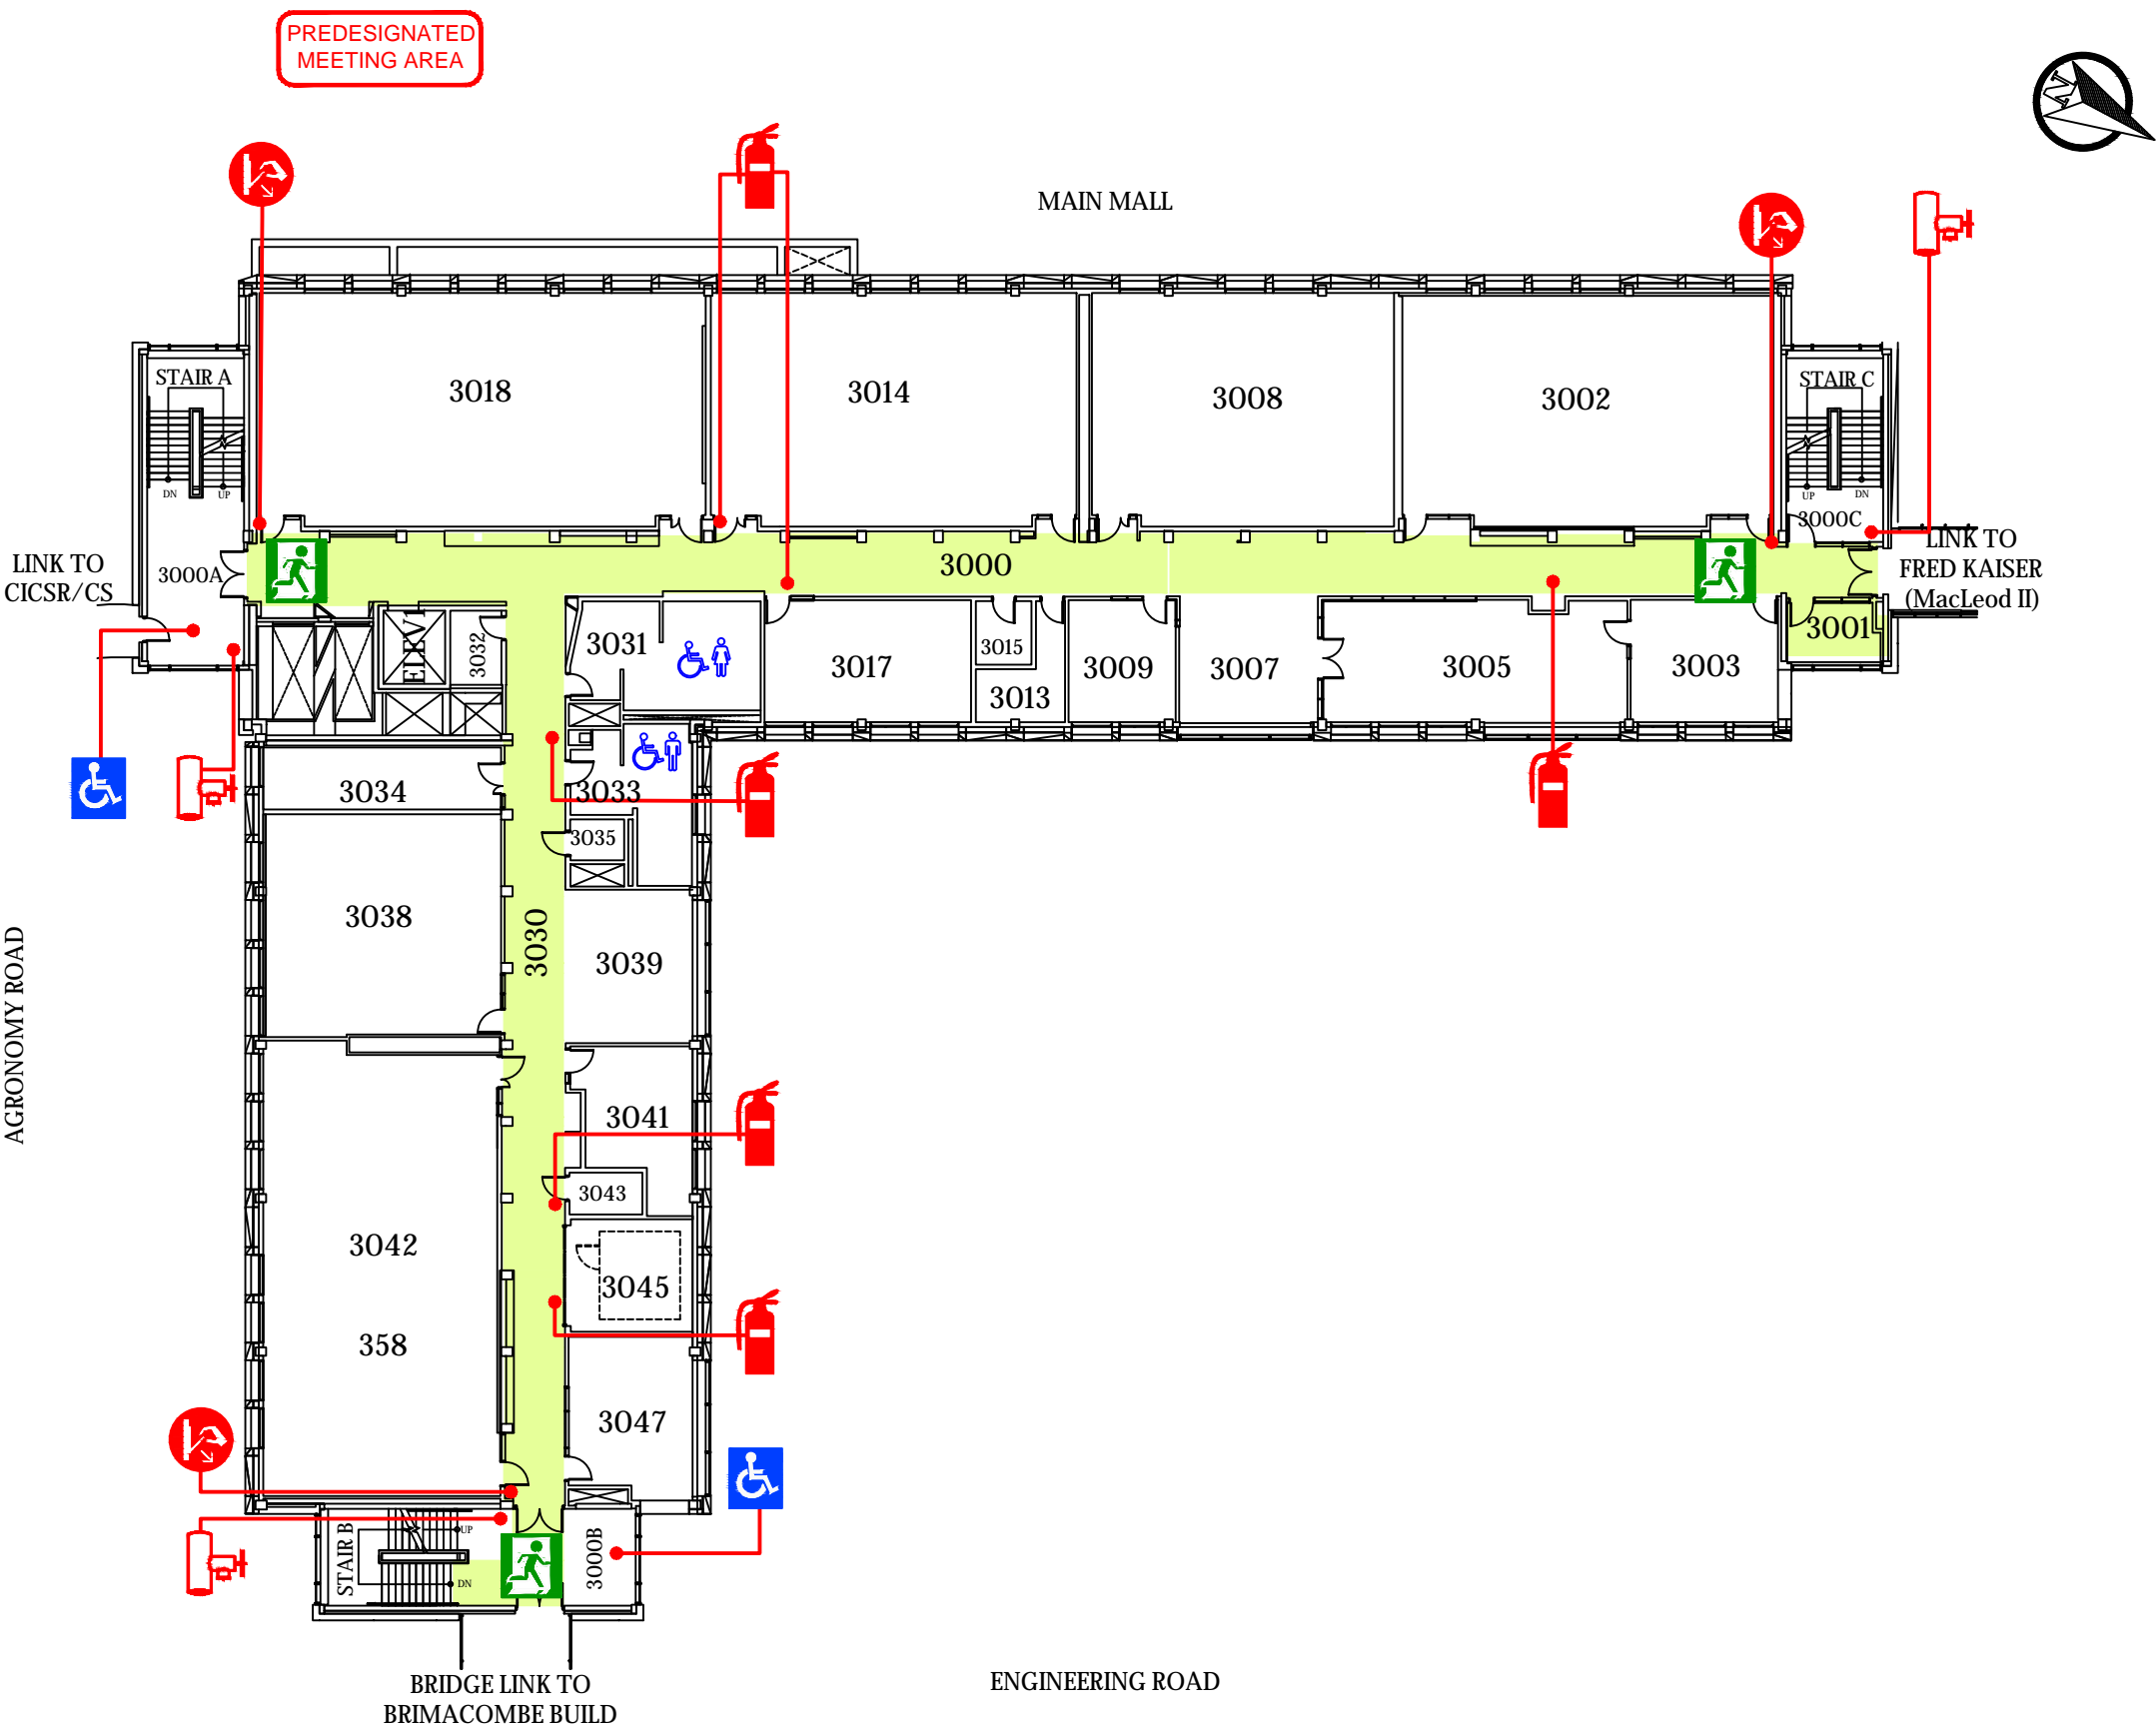 PREDESIGNATED
MEETING AREA
N
MAIN MALL
STAIR A
3018
3014
3008
3002
STAIR C
DN
UP
UP
DN
3000C
LINK TO
CICSR/CS
3000A
3000
LINK TO
FRED KAISER
(MacLeod II)
ELEV 1
3032
3031
3017
3015
3013
3009
3007
3005
3003
3001
3034
3033
3035
3038
3030
3039
AGRONOMY ROAD
3041
3043
3042
3045
358
3047
STAIR B
UP
DN
3000B
BRIDGE LINK TO
BRIMACOMBE BUILD
ENGINEERING ROAD